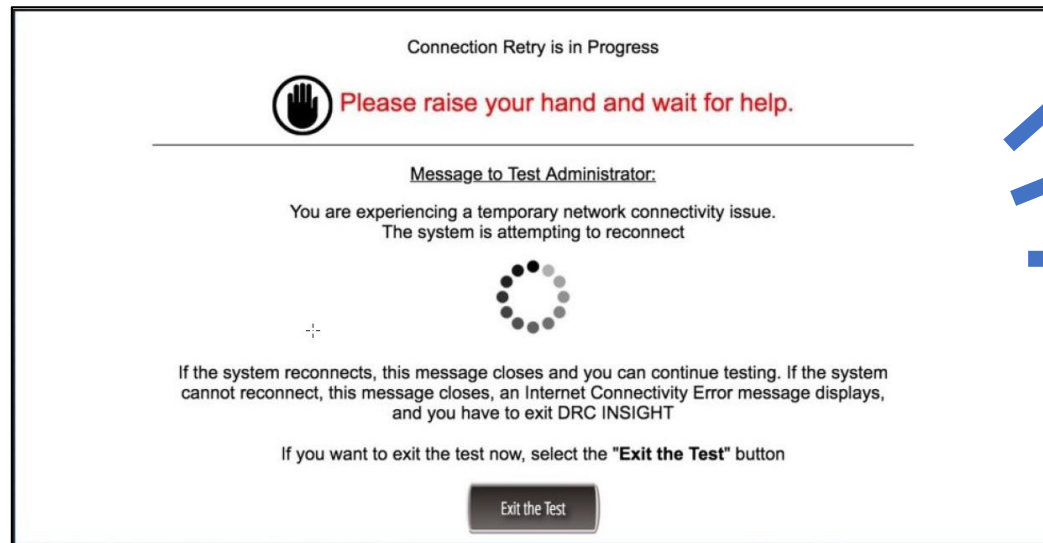 Connection Retry is in Progress
Please raise your hand and wait for help.
Message to Test Administrator:
You are experiencing a temporary network connectivity issue.
The system is attempting to reconnect
If the system reconnects, this message closes and you can continue testing. If the system
cannot reconnect, this message closes, an Internet Connectivity Error message displays,
and you have to exit DRC INSIGHT
If you want to exit the test now, select the "Exit the Test" button
Exit the Test